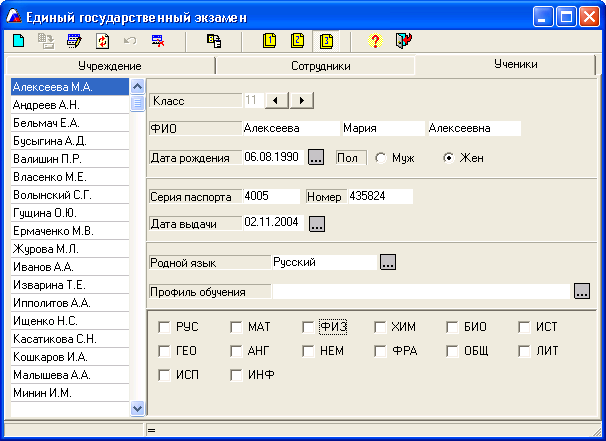 Единый государственный экзамен
1 2 3 ?
Учреждение Сотрудники Ученики
Алексеева М.А.
Андреев А.Н.
Бельмач Е.А.
Бусыгина А.Д.
Валишин П.Р.
Власенко М.Е.
Волынский С.Г.
Гущина О.Ю.
Ермаченко М.В.
Журова М.Л.
Иванов А.А.
Изварина Т.Е.
Ипполитов А.А.
Ищенко Н.С.
Касатикова С.Н.
Кошкаров И.А.
Малышева А.А.
Минин И.М.
Класс 11
ФИО Алексеева Мария Алексеевна
Дата рождения 06.08.1990 ... Пол Муж Жен
Серия паспорта 4005 Номер 435824
Дата выдачи 02.11.2004 ...
Родной язык Русский ...
Профиль обучения ...
РУС МАТ ФИЗ ХИМ БИО ИСТ
ГЕО АНГ НЕМ ФРА ОБЩ ЛИТ
ИСП ИНФ
=